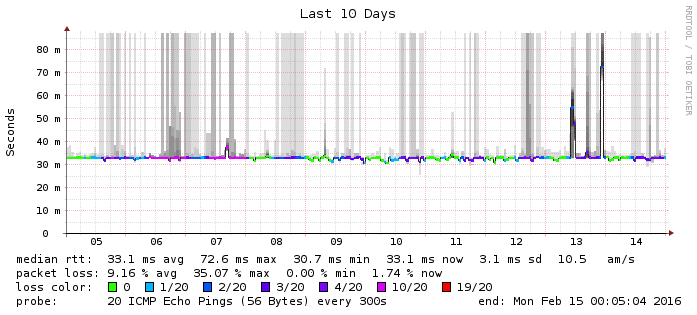 Last 10 Days
RRDTOOL / TOBI OETIKER
Seconds
80 m
70 m
60 m
50 m
40 m
30 m
20 m
10 m
0
05 06 07 08 09 10 11 12 13 14
median rtt: 33.1 ms avg 72.6 ms max 30.7 ms min 33.1 ms now 3.1 ms sd 10.5 am/s
packet loss: 9.16 % avg 35.07 % max 0.00 % min 1.74 % now
loss color: 0 1/20 2/20 3/20 4/20 10/20 19/20
probe: 20 ICMP Echo Pings (56 Bytes) every 300s end: Mon Feb 15 00:05:04 2016